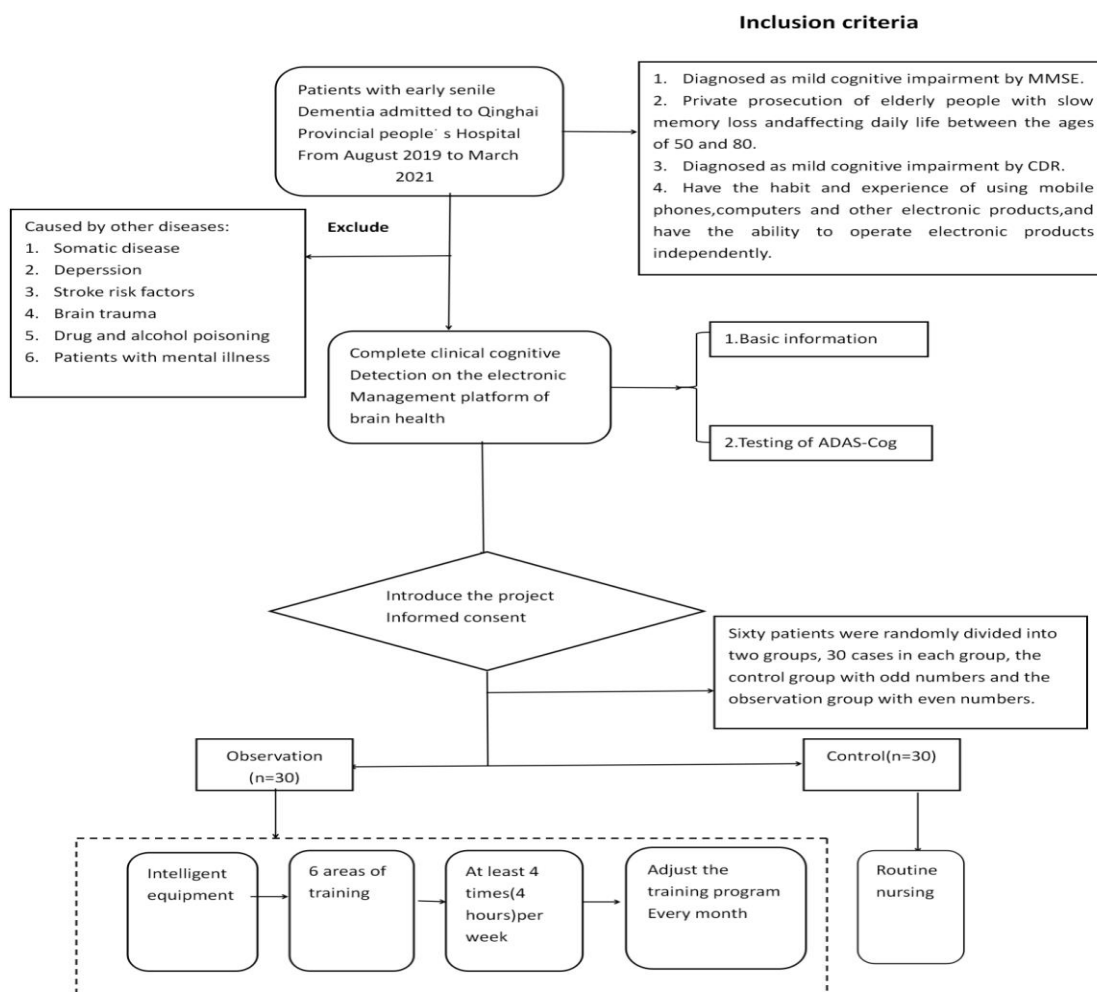 Inclusion criteria
Patients with early senile
Dementia admitted to Qinghai
Provincial people˙ s Hospital
From August 2019 to March
2021
1. Diagnosed as mild cognitive impairment by MMSE.
2. Private prosecution of elderly people with slow
memory loss andaffecting daily life between the ages
of 50 and 80.
3. Diagnosed as mild cognitive impairment by CDR.
4. Have the habit and experience of using mobile
phones,computers and other electronic products,and
have the ability to operate electronic products
independently.
Exclude
Caused by other diseases:
1. Somatic disease
2. Deperssion
3. Stroke risk factors
4. Brain trauma
5. Drug and alcohol poisoning
6. Patients with mental illness
Complete clinical cognitive
Detection on the electronic
Management platform of
brain health
1.Basic information
2.Testing of ADAS-Cog
Introduce the project
Informed consent
Sixty patients were randomly divided into
two groups, 30 cases in each group, the
control group with odd numbers and the
observation group with even numbers.
Observation
(n=30)
Control(n=30)
Intelligent
equipment
6 areas of
training
At least 4
times(4
hours)per
week
Adjust the
training program
Every month
Routine
nursing